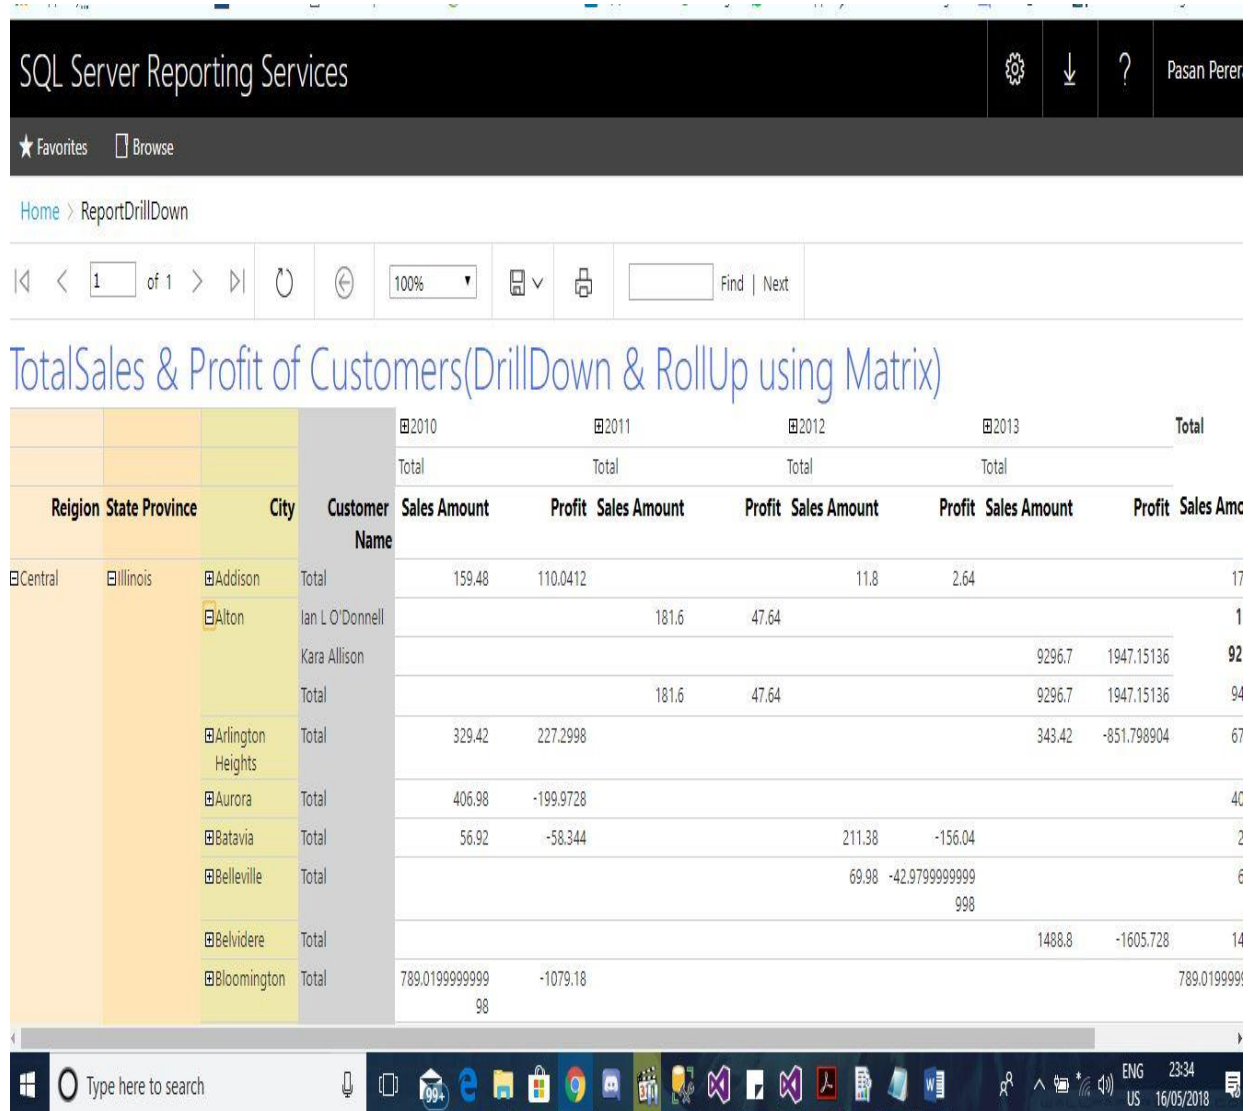 SQL Server Reporting Services
Pasan Perera
Favorites Browse
Home > ReportDrillDown
1 of 1 100% Find | Next
TotalSales & Profit of Customers(DrillDown & RollUp using Matrix)
2010 2011 2012 2013 Total
Total Total Total Total
Reigion State Province City Customer Name Sales Amount Profit Sales Amount Profit Sales Amount Profit Sales Amount Profit Sales Amo
Central Illinois Addison Total 159.48 110.0412 11.8 2.64 17
Alton Ian L O'Donnell 181.6 47.64 1
Kara Allison 9296.7 1947.15136 92
Total 181.6 47.64 9296.7 1947.15136 94
Arlington Heights Total 329.42 227.2998 343.42 -851.798904 67
Aurora Total 406.98 -199.9728 40
Batavia Total 56.92 -58.344 211.38 -156.04 2
Belleville Total 69.98 -42.9799999999998 6
Belvidere Total 1488.8 -1605.728 14
Bloomington Total 789.019999999998 -1079.18 789.0199999
Type here to search
99+
ENG 23:34
US 16/05/2018